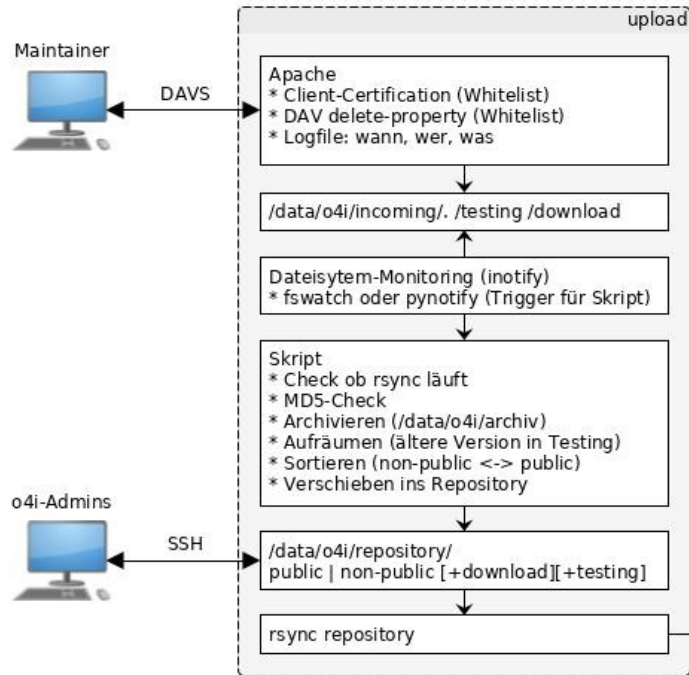 upload
Maintainer
DAVS
Apache
* Client-Certification (Whitelist)
* DAV delete-property (Whitelist)
* Logfile: wann, wer, was
/data/o4i/incoming/. /testing /download
Dateisytem-Monitoring (inotify)
* fswatch oder pynotify (Trigger für Skript)
Skript
* Check ob rsync läuft
* MD5-Check
* Archivieren (/data/o4i/archiv)
* Aufräumen (ältere Version in Testing)
* Sortieren (non-public <-> public)
* Verschieben ins Repository
o4i-Admins
SSH
/data/o4i/repository/
public | non-public [+download][+testing]
rsync repository